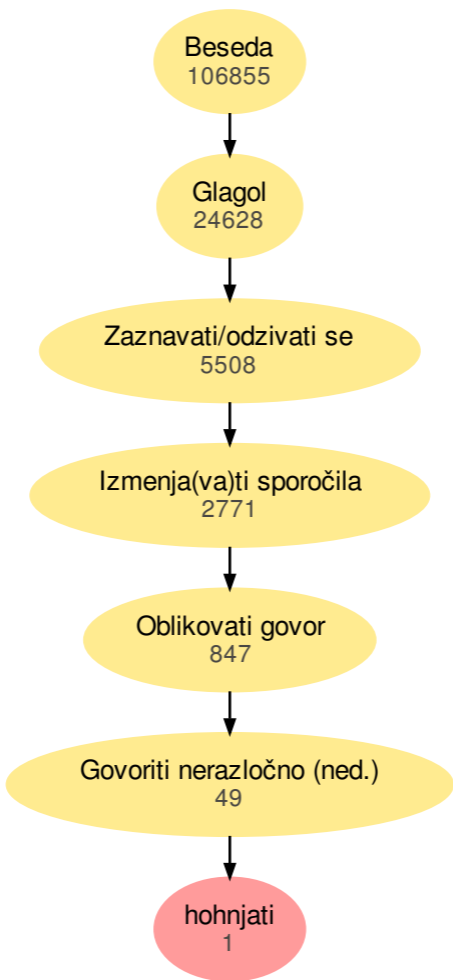 Beseda
106855
Glagol
24628
Zaznavati/odzivati se
5508
Izmenja(va)ti sporočila
2771
Oblikovati govor
847
Govoriti nerazločno (ned.)
49
hohnjati
1